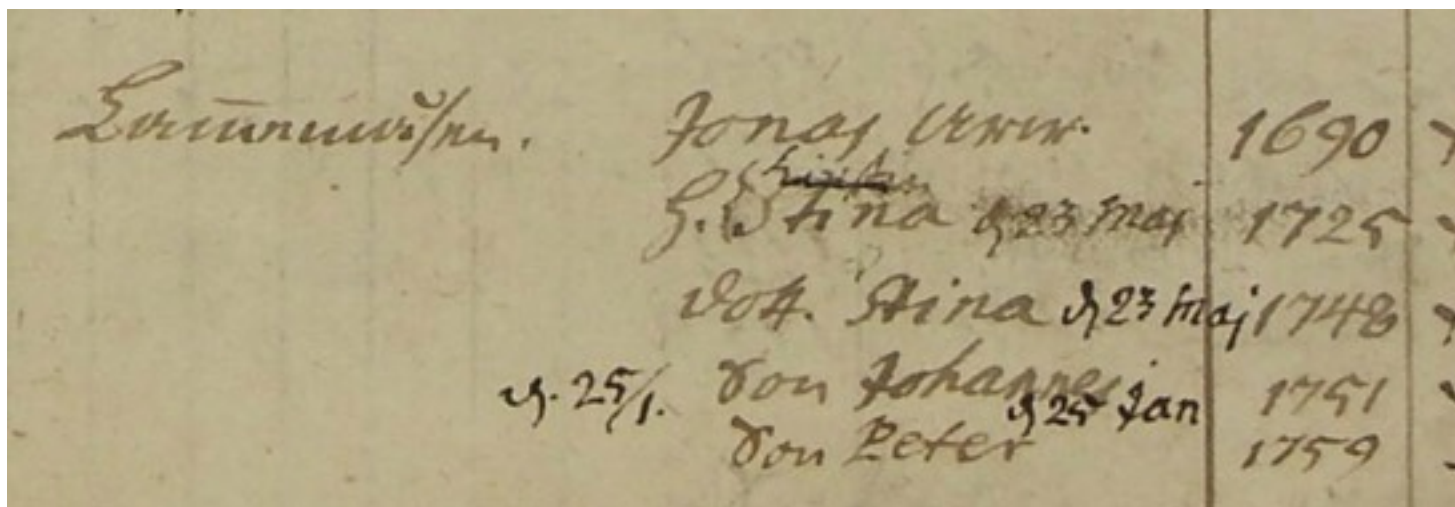 Jonas 1690
H. Stina d 23 Maj 1725
dott. Stina d 23 Maj 1748
d. 25/1. Son Johannes d 25 Jan 1751
Son Peter 1759